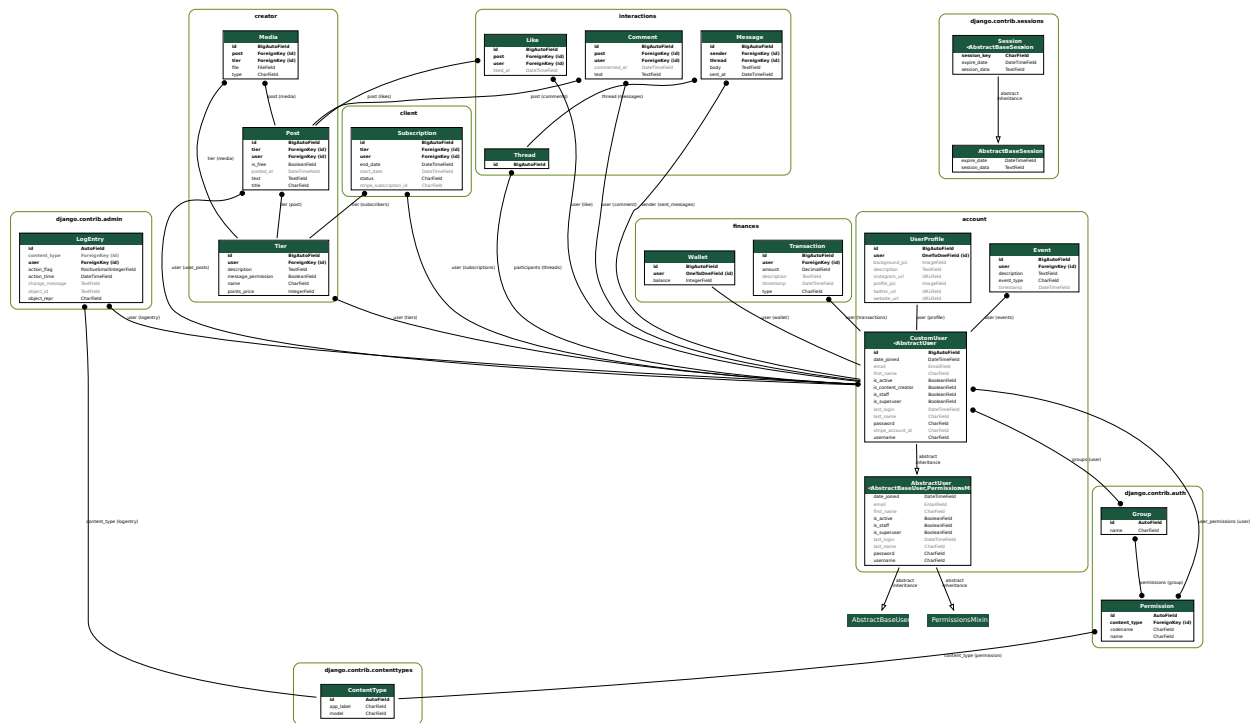 creator
Media
id BigAutoField
post ForeignKey (id)
tier ForeignKey (id)
file FileField
type CharField
post (media)
tier (media)
Post
id BigAutoField
tier ForeignKey (id)
user ForeignKey (id)
is_free BooleanField
posted_at DateTimeField
text TextField
title CharField
tier (post)
Tier
id BigAutoField
user ForeignKey (id)
description TextField
message_permission BooleanField
name CharField
points_price IntegerField
interactions
Like
id BigAutoField
post ForeignKey (id)
user ForeignKey (id)
liked_at DateTimeField
Comment
id BigAutoField
post ForeignKey (id)
user ForeignKey (id)
commented_at DateTimeField
text TextField
Message
id BigAutoField
sender ForeignKey (id)
thread ForeignKey (id)
body TextField
sent_at DateTimeField
post (likes)
post (comments)
thread (messages)
Thread
id BigAutoField
client
Subscription
id BigAutoField
tier ForeignKey (id)
user ForeignKey (id)
end_date DateTimeField
start_date DateTimeField
status CharField
stripe_subscription_id CharField
tier (subscribers)
django.contrib.sessions
Session
<AbstractBaseSession>
session_key CharField
expire_date DateTimeField
session_data TextField
abstract
inheritance
AbstractBaseSession
expire_date DateTimeField
session_data TextField
django.contrib.admin
LogEntry
id AutoField
content_type ForeignKey (id)
user ForeignKey (id)
action_flag PositiveSmallIntegerField
action_time DateTimeField
change_message TextField
object_id TextField
object_repr CharField
user (user_posts)
user (subscriptions)
participants (threads)
user (like)
user (comment)
sender (sent_messages)
user (logentry)
user (tiers)
finances
Wallet
id BigAutoField
user OneToOneField (id)
balance IntegerField
Transaction
id BigAutoField
user ForeignKey (id)
amount DecimalField
description TextField
timestamp DateTimeField
type CharField
user (wallet)
user (transactions)
account
UserProfile
id BigAutoField
user OneToOneField (id)
background_pic ImageField
description TextField
instagram_url URLField
profile_pic ImageField
twitter_url URLField
website_url URLField
Event
id BigAutoField
user ForeignKey (id)
description TextField
event_type CharField
timestamp DateTimeField
user (profile)
user (events)
CustomUser
<AbstractUser>
id BigAutoField
date_joined DateTimeField
email EmailField
first_name CharField
is_active BooleanField
is_content_creator BooleanField
is_staff BooleanField
is_superuser BooleanField
last_login DateTimeField
last_name CharField
password CharField
stripe_account_id CharField
username CharField
abstract
inheritance
AbstractUser
<AbstractBaseUser,PermissionsM
date_joined DateTimeField
email EmailField
first_name CharField
is_active BooleanField
is_staff BooleanField
is_superuser BooleanField
last_login DateTimeField
last_name CharField
password CharField
username CharField
abstract
inheritance
abstract
inheritance
AbstractBaseUser
PermissionsMixin
groups (user)
user_permissions (user)
django.contrib.auth
Group
id AutoField
name CharField
permissions (group)
Permission
id AutoField
content_type ForeignKey (id)
codename CharField
name CharField
content_type (logentry)
content_type (permission)
django.contrib.contenttypes
ContentType
id AutoField
app_label CharField
model CharField